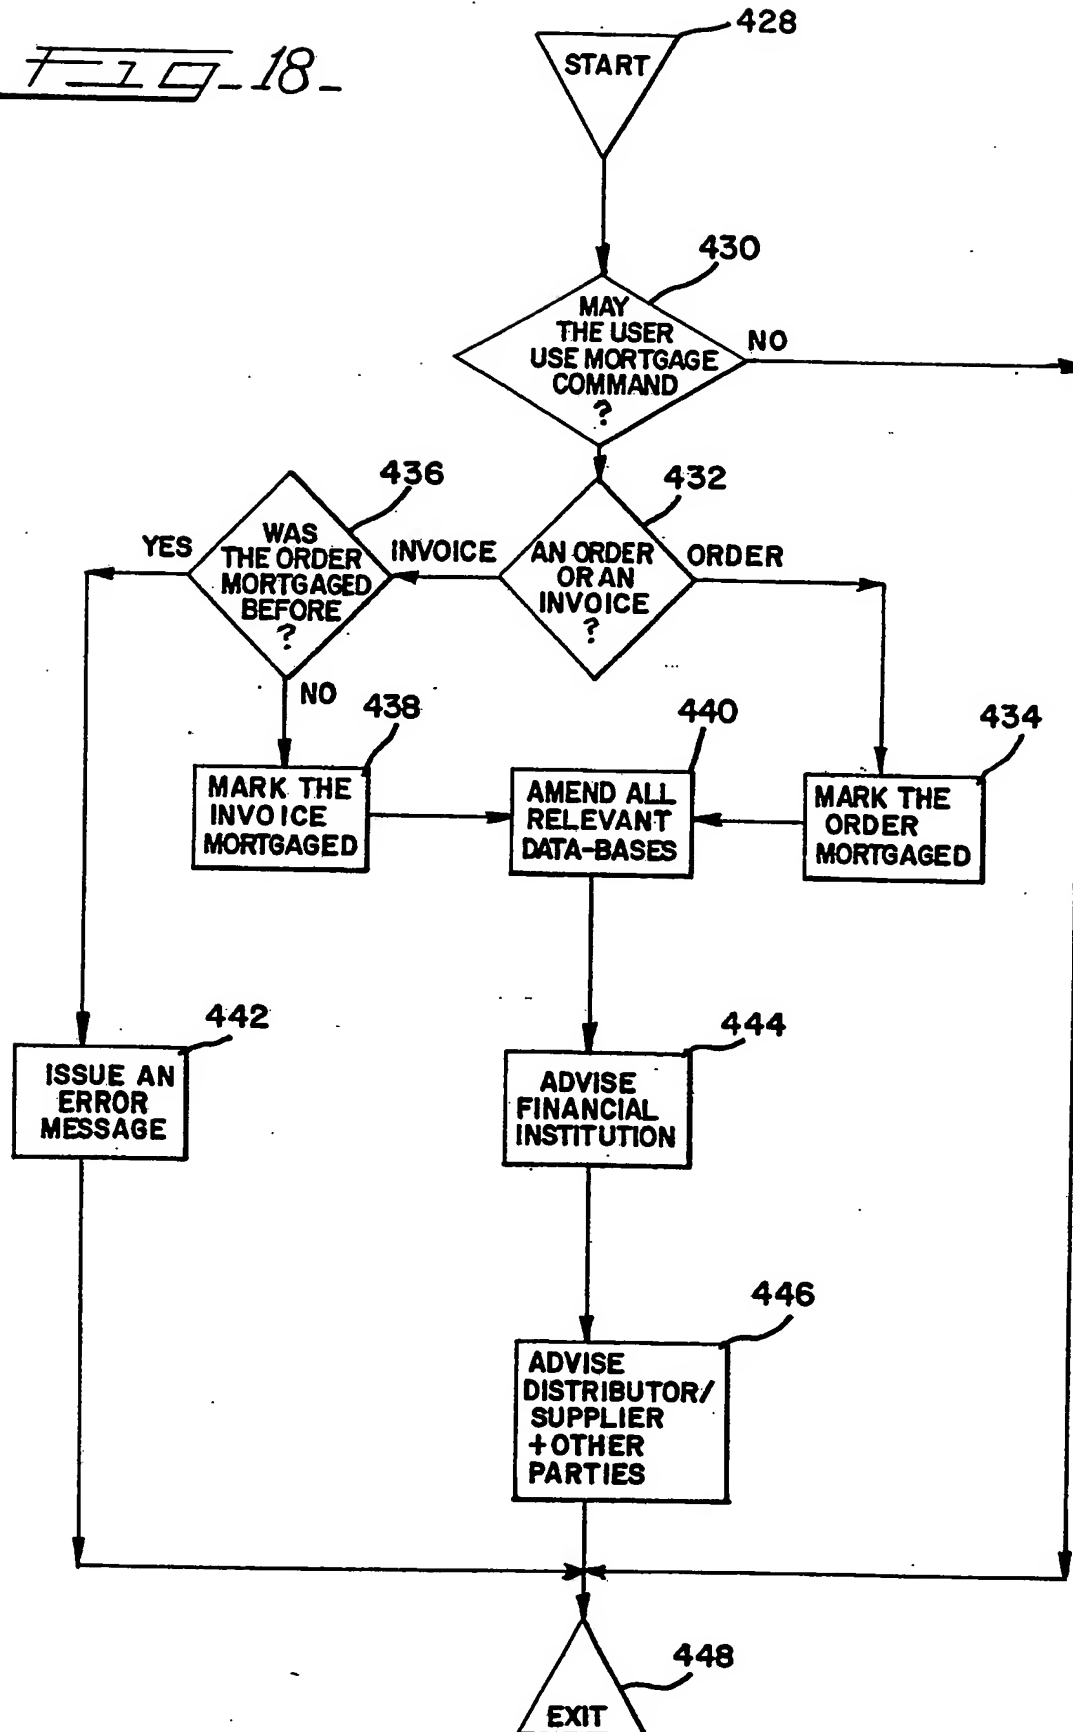 Fig-18-
428
START
430
MAY
THE USER
USE MORTGAGE
COMMAND
?
NO
436
432
WAS
THE ORDER
MORTGAGED
BEFORE
?
YES
INVOICE
AN ORDER
OR AN
INVOICE
?
ORDER
NO
438
440
434
MARK THE
INVOICE
MORTGAGED
AMEND ALL
RELEVANT
DATA-BASES
MARK THE
ORDER
MORTGAGED
442
444
ISSUE AN
ERROR
MESSAGE
ADVISE
FINANCIAL
INSTITUTION
446
ADVISE
DISTRIBUTOR/
SUPPLIER
+OTHER
PARTIES
448
EXIT